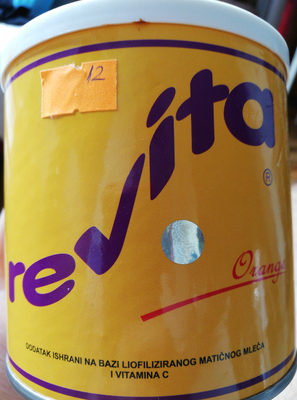 12
revita
®
Orange
DODATAK ISHRANI NA BAZI LIOFILIZIRANOG MATIČNOG MLEČA
I VITAMINA C